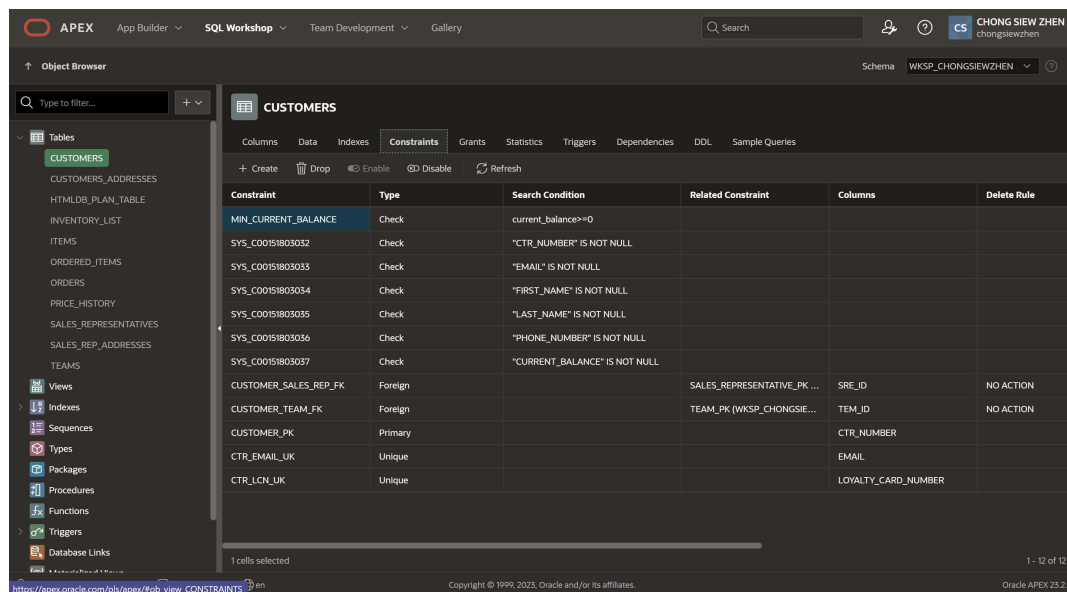 APEX App Builder SQL Workshop Team Development Gallery Search CS CHONG SIEW ZHEN
chongsiewzhen
Object Browser Schema WKSP_CHONGSIEWZHEN
Type to filter...
CUSTOMERS
Tables
Columns Data Indexes Constraints Grants Statistics Triggers Dependencies DDL Sample Queries
CUSTOMERS
CUSTOMERS_ADDRESSES
HTMLDB_PLAN_TABLE
INVENTORY_LIST
ITEMS
ORDERED_ITEMS
ORDERS
PRICE_HISTORY
SALES_REPRESENTATIVES
SALES_REP_ADDRESSES
TEAMS
Views
Indexes
Sequences
Types
Packages
Procedures
Functions
Triggers
Database Links
Create Drop Enable Disable Refresh
Constraint Type Search Condition Related Constraint Columns Delete Rule
MIN_CURRENT_BALANCE Check current_balance>=0
SYS_C00151803032 Check "CTR_NUMBER" IS NOT NULL
SYS_C00151803033 Check "EMAIL" IS NOT NULL
SYS_C00151803034 Check "FIRST_NAME" IS NOT NULL
SYS_C00151803035 Check "LAST_NAME" IS NOT NULL
SYS_C00151803036 Check "PHONE_NUMBER" IS NOT NULL
SYS_C00151803037 Check "CURRENT_BALANCE" IS NOT NULL
CUSTOMER_SALES_REP_FK Foreign SALES_REPRESENTATIVE_PK ... SRE_ID NO ACTION
CUSTOMER_TEAM_FK Foreign TEAM_PK (WKSP_CHONGSIE... TEM_ID NO ACTION
CUSTOMER_PK Primary CTR_NUMBER
CTR_EMAIL_UK Unique EMAIL
CTR_LCN_UK Unique LOYALTY_CARD_NUMBER
1 cells selected 1 - 12 of 12
https://apex.oracle.com/pls/apex/#ob_view_CONSTRAINTS en Copyright © 1999, 2023, Oracle and/or its affiliates. Oracle APEX 23.2